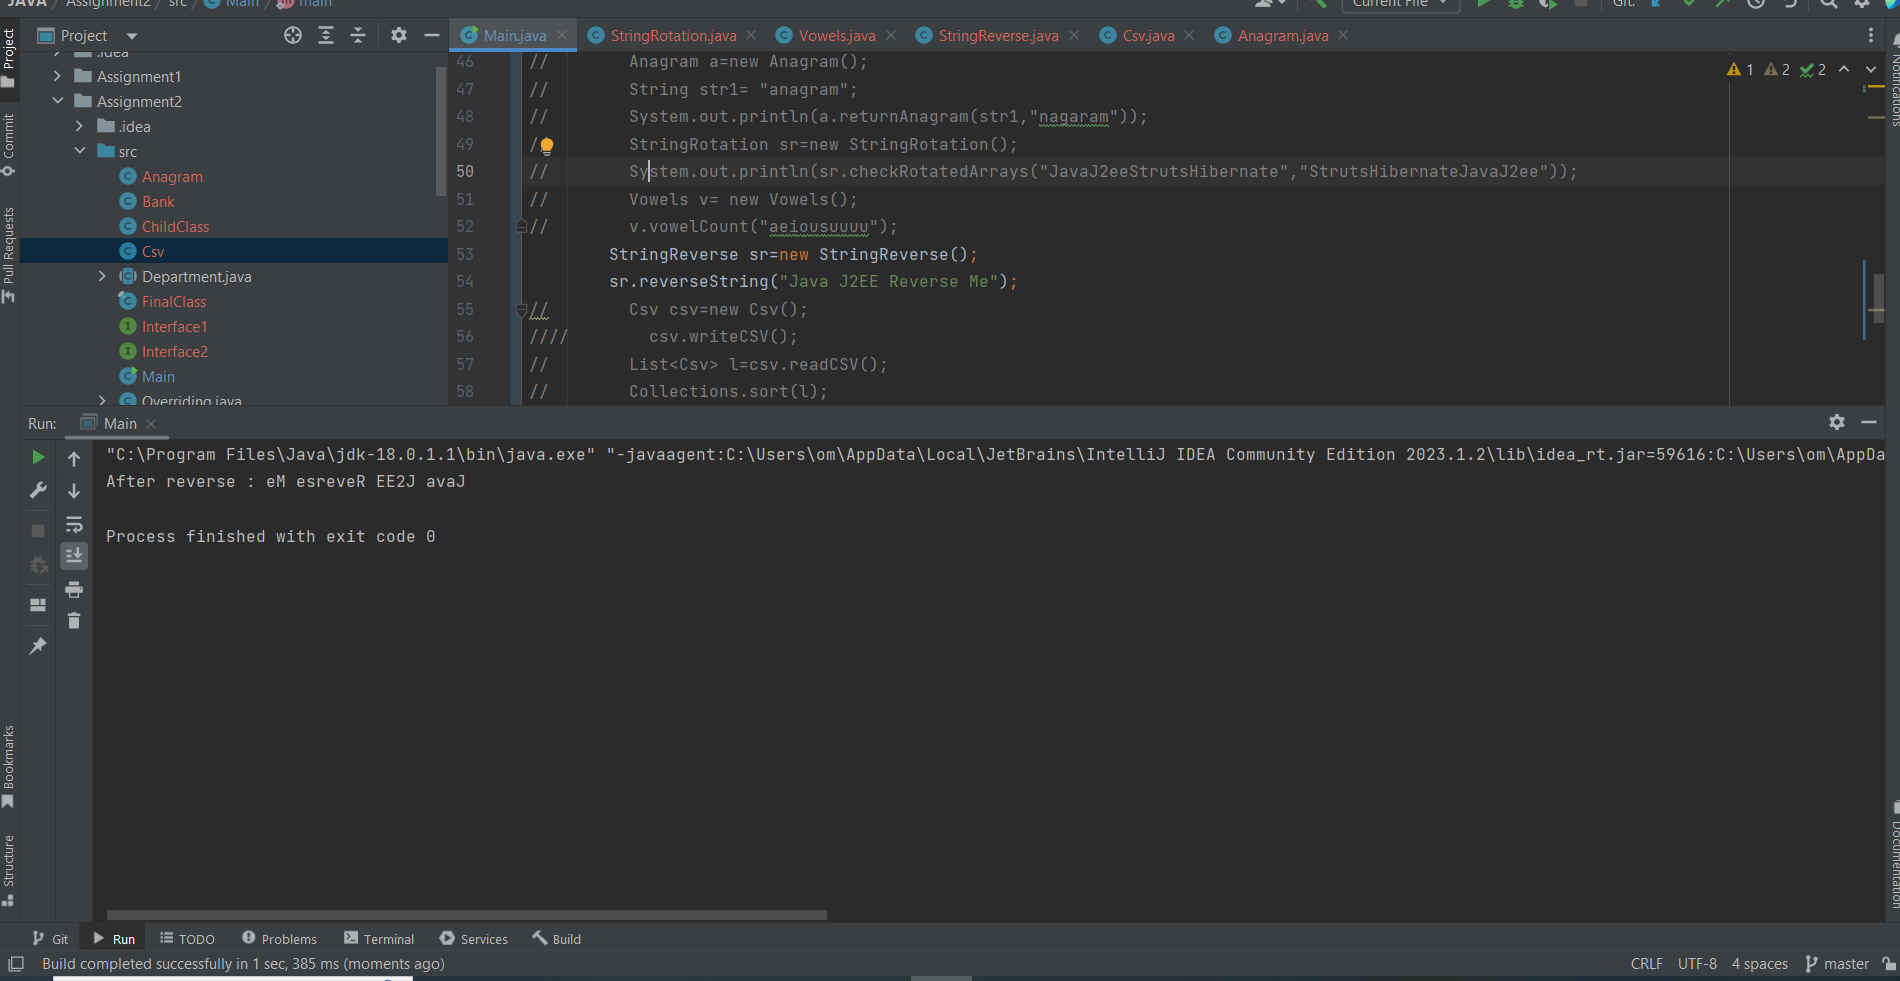 JAVA / Assignment2 / src / Main / main
Current File
Git:
Project
Main.java
StringRotation.java
Vowels.java
StringReverse.java
Csv.java
Anagram.java
.idea
Assignment1
Assignment2
.idea
src
Anagram
Bank
ChildClass
Csv
Department.java
FinalClass
Interface1
Interface2
Main
Overriding.java
1 2 2
46 // Anagram a=new Anagram();
47 // String str1= "anagram";
48 // System.out.println(a.returnAnagram(str1,"nagaram"));
49 / StringRotation sr=new StringRotation();
50 // System.out.println(sr.checkRotatedArrays("JavaJ2eeStrutsHibernate","StrutsHibernateJavaJ2ee"));
51 // Vowels v= new Vowels();
52 // v.vowelCount("aeiousuuuu");
53 StringReverse sr=new StringReverse();
54 sr.reverseString("Java J2EE Reverse Me");
55 // Csv csv=new Csv();
56 //// csv.writeCSV();
57 // List<Csv> l=csv.readCSV();
58 // Collections.sort(l);
Run: Main
"C:\Program Files\Java\jdk-18.0.1.1\bin\java.exe" "-javaagent:C:\Users\om\AppData\Local\JetBrains\IntelliJ IDEA Community Edition 2023.1.2\lib\idea_rt.jar=59616:C:\Users\om\AppDa
After reverse : eM esreveR EE2J avaJ
Process finished with exit code 0
Project
Commit
Pull Requests
Bookmarks
Structure
Notifications
Documentation
Git
Run
TODO
Problems
Terminal
Services
Build
Build completed successfully in 1 sec, 385 ms (moments ago)
CRLF UTF-8 4 spaces master